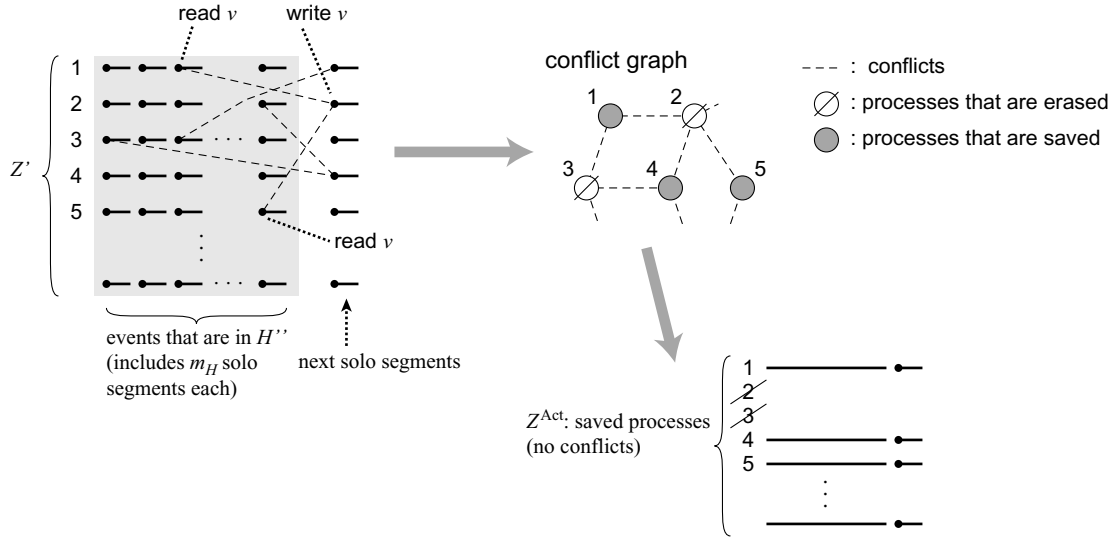 read v
write v
1
2
3
4
5
Z'
. . .
read v
. . .
events that are in H''
(includes m_H solo
segments each)
next solo segments
conflict graph
1
2
3
4
5
: conflicts
: processes that are erased
: processes that are saved
Z^Act: saved processes
(no conflicts)
1
2
3
4
5